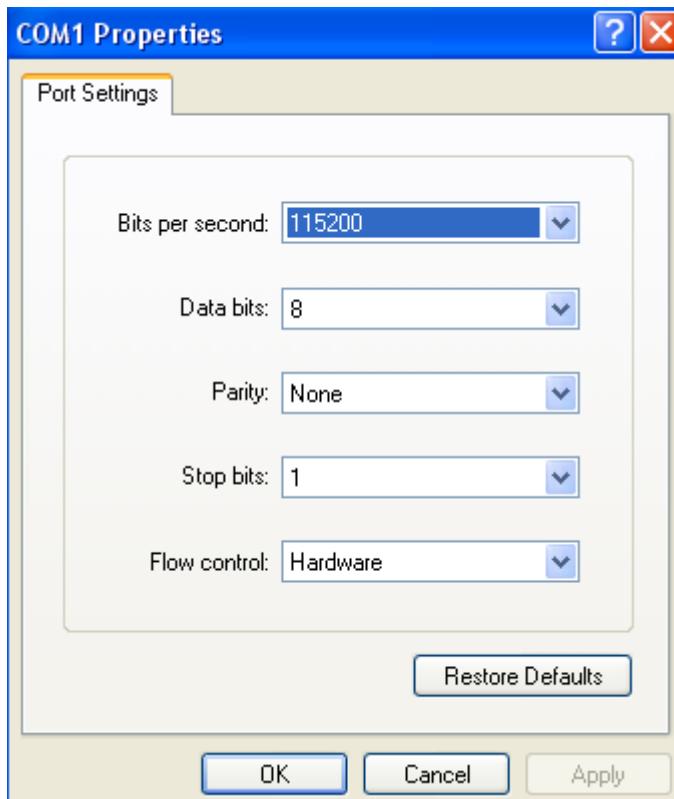 COM1 Properties
Port Settings
Bits per second: 115200
Data bits: 8
Parity: None
Stop bits: 1
Flow control: Hardware
Restore Defaults
OK Cancel Apply